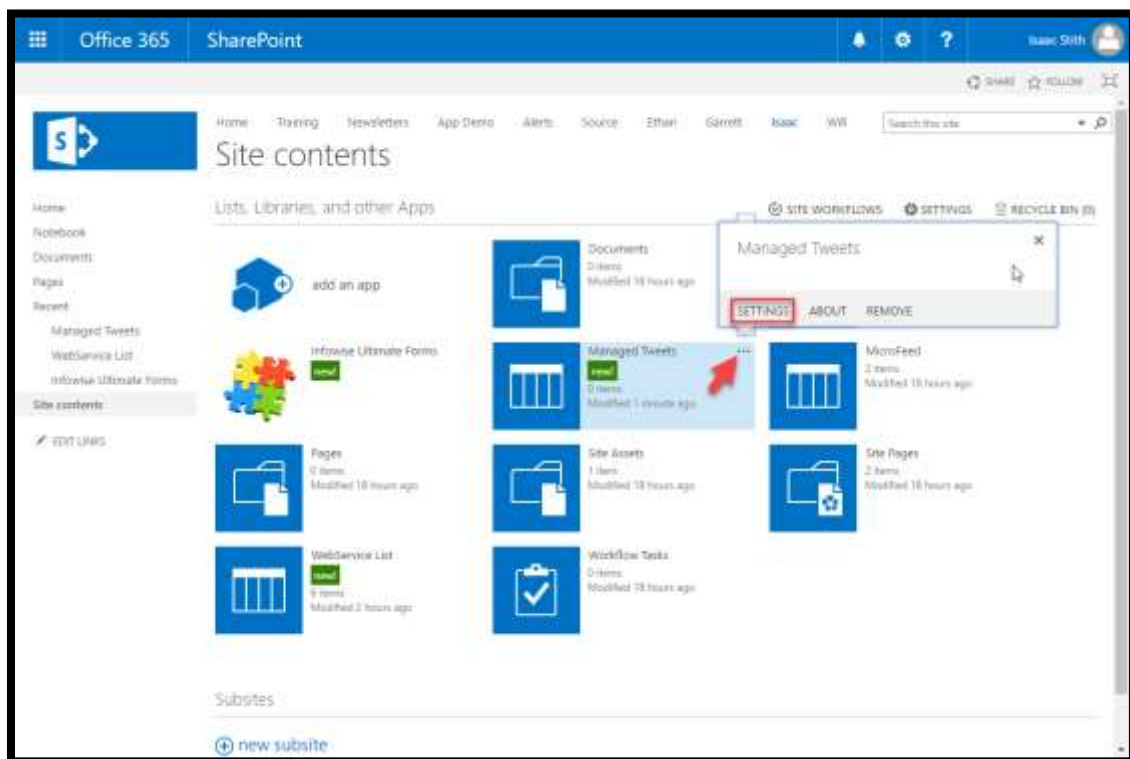 Office 365 SharePoint ? Isaac Stith
SHARE FOLLOW
Home Training Newsletters App Demo Alerts Source Ethan Garrett Isaac Will Search this site
S
Site contents
Home
Notebook
Documents
Pages
Recent
Managed Tweets
WebService List
Infowise Ultimate Forms
Site contents
EDIT LINKS
Lists, Libraries, and other Apps
SITE WORKFLOWS SETTINGS RECYCLE BIN (0)
add an app
Documents
0 items
Modified 18 hours ago
Managed Tweets
SETTINGS ABOUT REMOVE
Infowise Ultimate Forms
new!
Managed Tweets
new!
0 items
Modified 1 minute ago
MicroFeed
2 items
Modified 18 hours ago
Pages
0 items
Modified 18 hours ago
Site Assets
1 item
Modified 18 hours ago
Site Pages
2 items
Modified 18 hours ago
WebService List
new!
6 items
Modified 2 hours ago
Workflow Tasks
0 items
Modified 18 hours ago
Subsites
new subsite